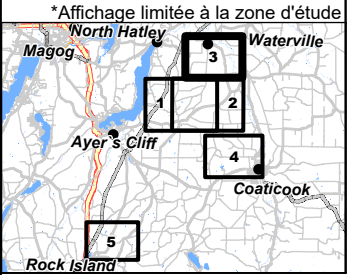 *Affichage limitée à la zone d'étude
North Hatley
Waterville
Magog
3
1
2
Ayer's Cliff
4
Coaticook
5
Rock Island